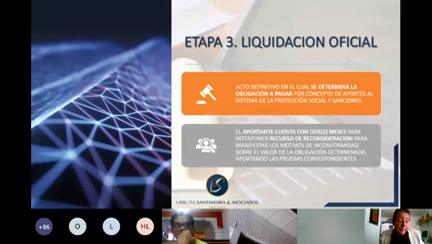 ETAPA 3. LIQUIDACION OFICIAL
ACTO DEFINITIVO EN EL CUAL SE DETERMINA LA
OBLIGACIÓN A PAGAR POR CONCEPTO DE APORTES AL
SISTEMA DE LA PROTECCIÓN SOCIAL Y SANCIONES.
EL APORTANTE CUENTA CON DOS(2) MESES PARA
INTERPONER RECURSO DE RECONSIDERACIÓN PARA
MANIFESTAR LOS MOTIVOS DE INCONFORMIDAD
SOBRE EL VALOR DE LA OBLIGACIÓN DETERMINADA,
APORTANDO LAS PRUEBAS CORRESPONDIENTES.
URRUTIA SANTAMARIA & ASOCIADOS
+86
O
L
HL